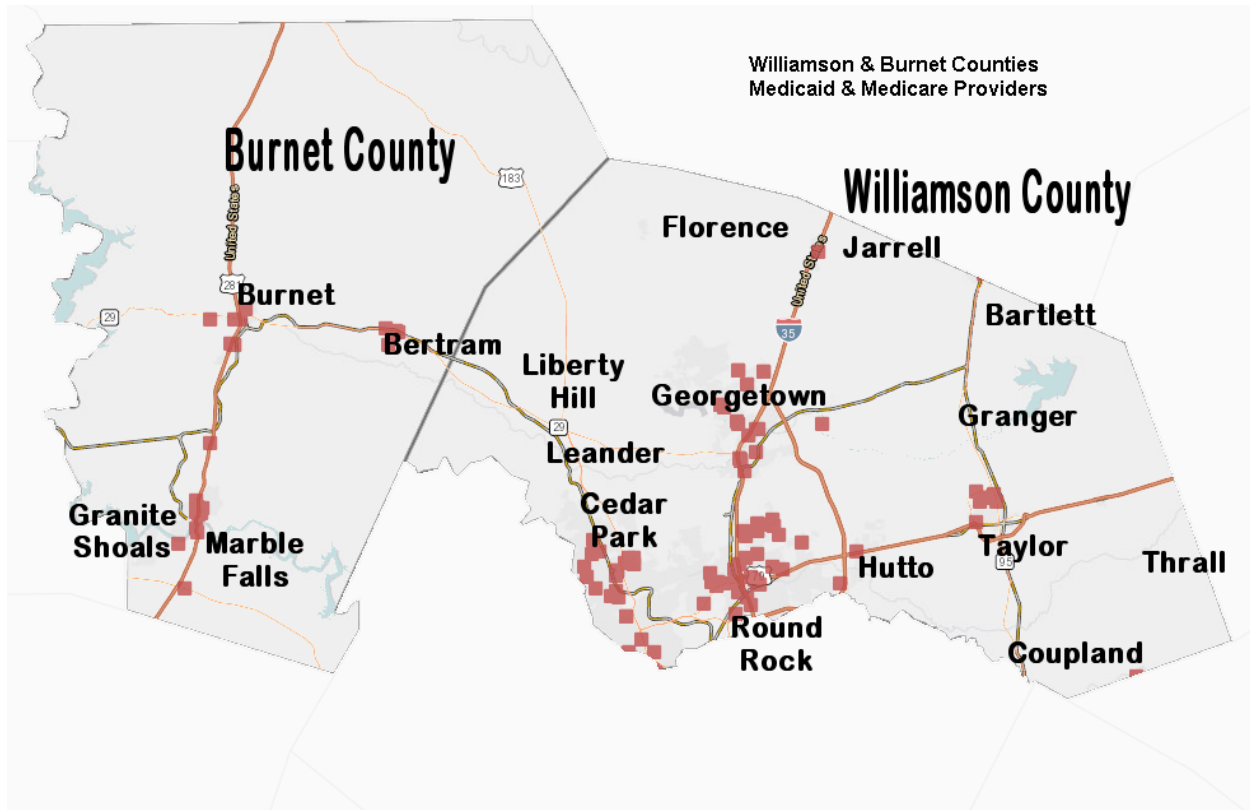 Williamson & Burnet Counties
Medicaid & Medicare Providers
Burnet County
183
Williamson County
United States
Florence
United States
Jarrell
281
Burnet
29
Bartlett
35
Bertram
Liberty
Hill
Georgetown
Granger
29
Leander
Cedar
Park
Granite
Shoals
Marble
Falls
79
Hutto
Taylor
95
Thrall
Round
Rock
Coupland